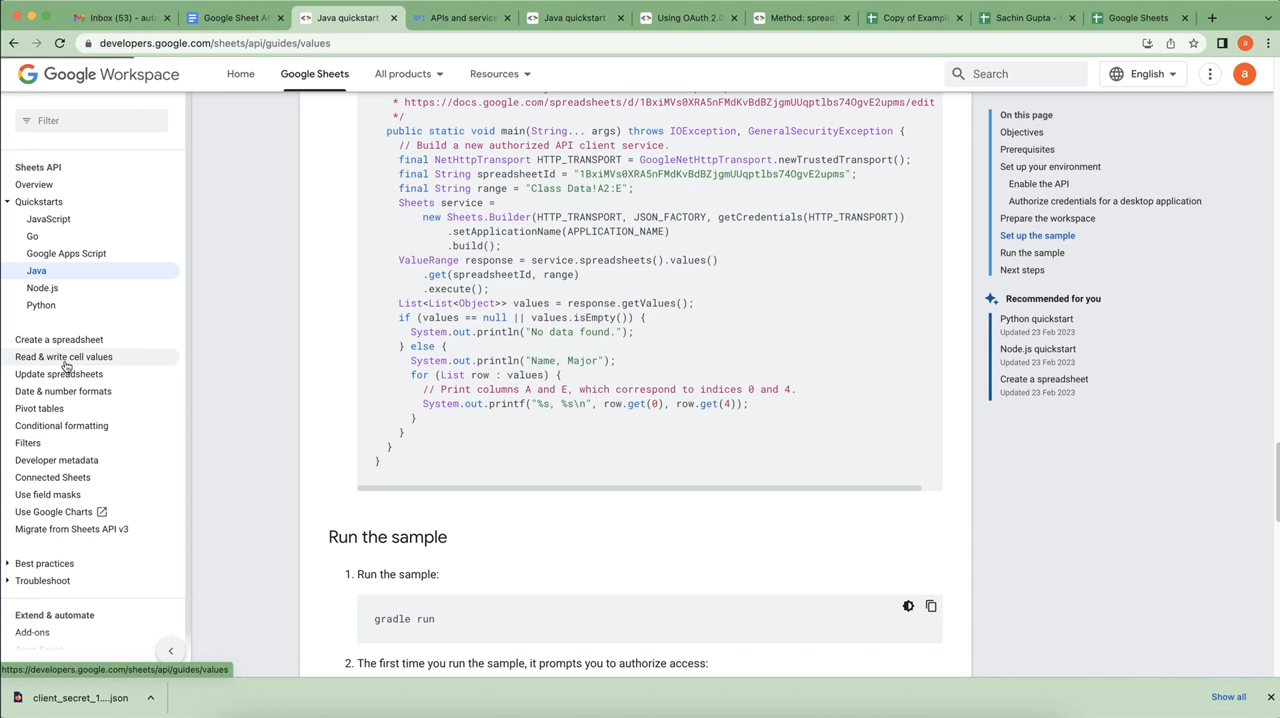 Inbox (53) - auto
Google Sheet AP
Java quickstart
APIs and service
Java quickstart
Using OAuth 2.0
Method: spreads
Copy of Exampl
Sachin Gupta - C
Google Sheets
developers.google.com/sheets/api/guides/values
a
Google Workspace
Home
Google Sheets
All products
Resources
Search
English
a
Filter
Sheets API
Overview
Quickstarts
JavaScript
Go
Google Apps Script
Java
Node.js
Python
Create a spreadsheet
Read & write cell values
Update spreadsheets
Date & number formats
Pivot tables
Conditional formatting
Filters
Developer metadata
Connected Sheets
Use field masks
Use Google Charts
Migrate from Sheets API v3
Best practices
Troubleshoot
Extend & automate
Add-ons
* https://docs.google.com/spreadsheets/d/1BxiMVs0XRA5nFMdKvBdBZjgmUUqptlbs74OgvE2upms/edit
*/
public static void main(String... args) throws IOException, GeneralSecurityException {
// Build a new authorized API client service.
final NetHttpTransport HTTP_TRANSPORT = GoogleNetHttpTransport.newTrustedTransport();
final String spreadsheetId = "1BxiMVs0XRA5nFMdKvBdBZjgmUUqptlbs74OgvE2upms";
final String range = "Class Data!A2:E";
Sheets service =
new Sheets.Builder(HTTP_TRANSPORT, JSON_FACTORY, getCredentials(HTTP_TRANSPORT))
.setApplicationName(APPLICATION_NAME)
.build();
ValueRange response = service.spreadsheets().values()
.get(spreadsheetId, range)
.execute();
List<List<Object>> values = response.getValues();
if (values == null || values.isEmpty()) {
System.out.println("No data found.");
} else {
System.out.println("Name, Major");
for (List row : values) {
// Print columns A and E, which correspond to indices 0 and 4.
System.out.printf("%s, %s\n", row.get(0), row.get(4));
}
}
}
}
Run the sample
1. Run the sample:
gradle run
2. The first time you run the sample, it prompts you to authorize access:
On this page
Objectives
Prerequisites
Set up your environment
Enable the API
Authorize credentials for a desktop application
Prepare the workspace
Set up the sample
Run the sample
Next steps
Recommended for you
Python quickstart
Updated 23 Feb 2023
Node.js quickstart
Updated 23 Feb 2023
Create a spreadsheet
Updated 23 Feb 2023
https://developers.google.com/sheets/api/guides/values
client_secret_1....json
Show all